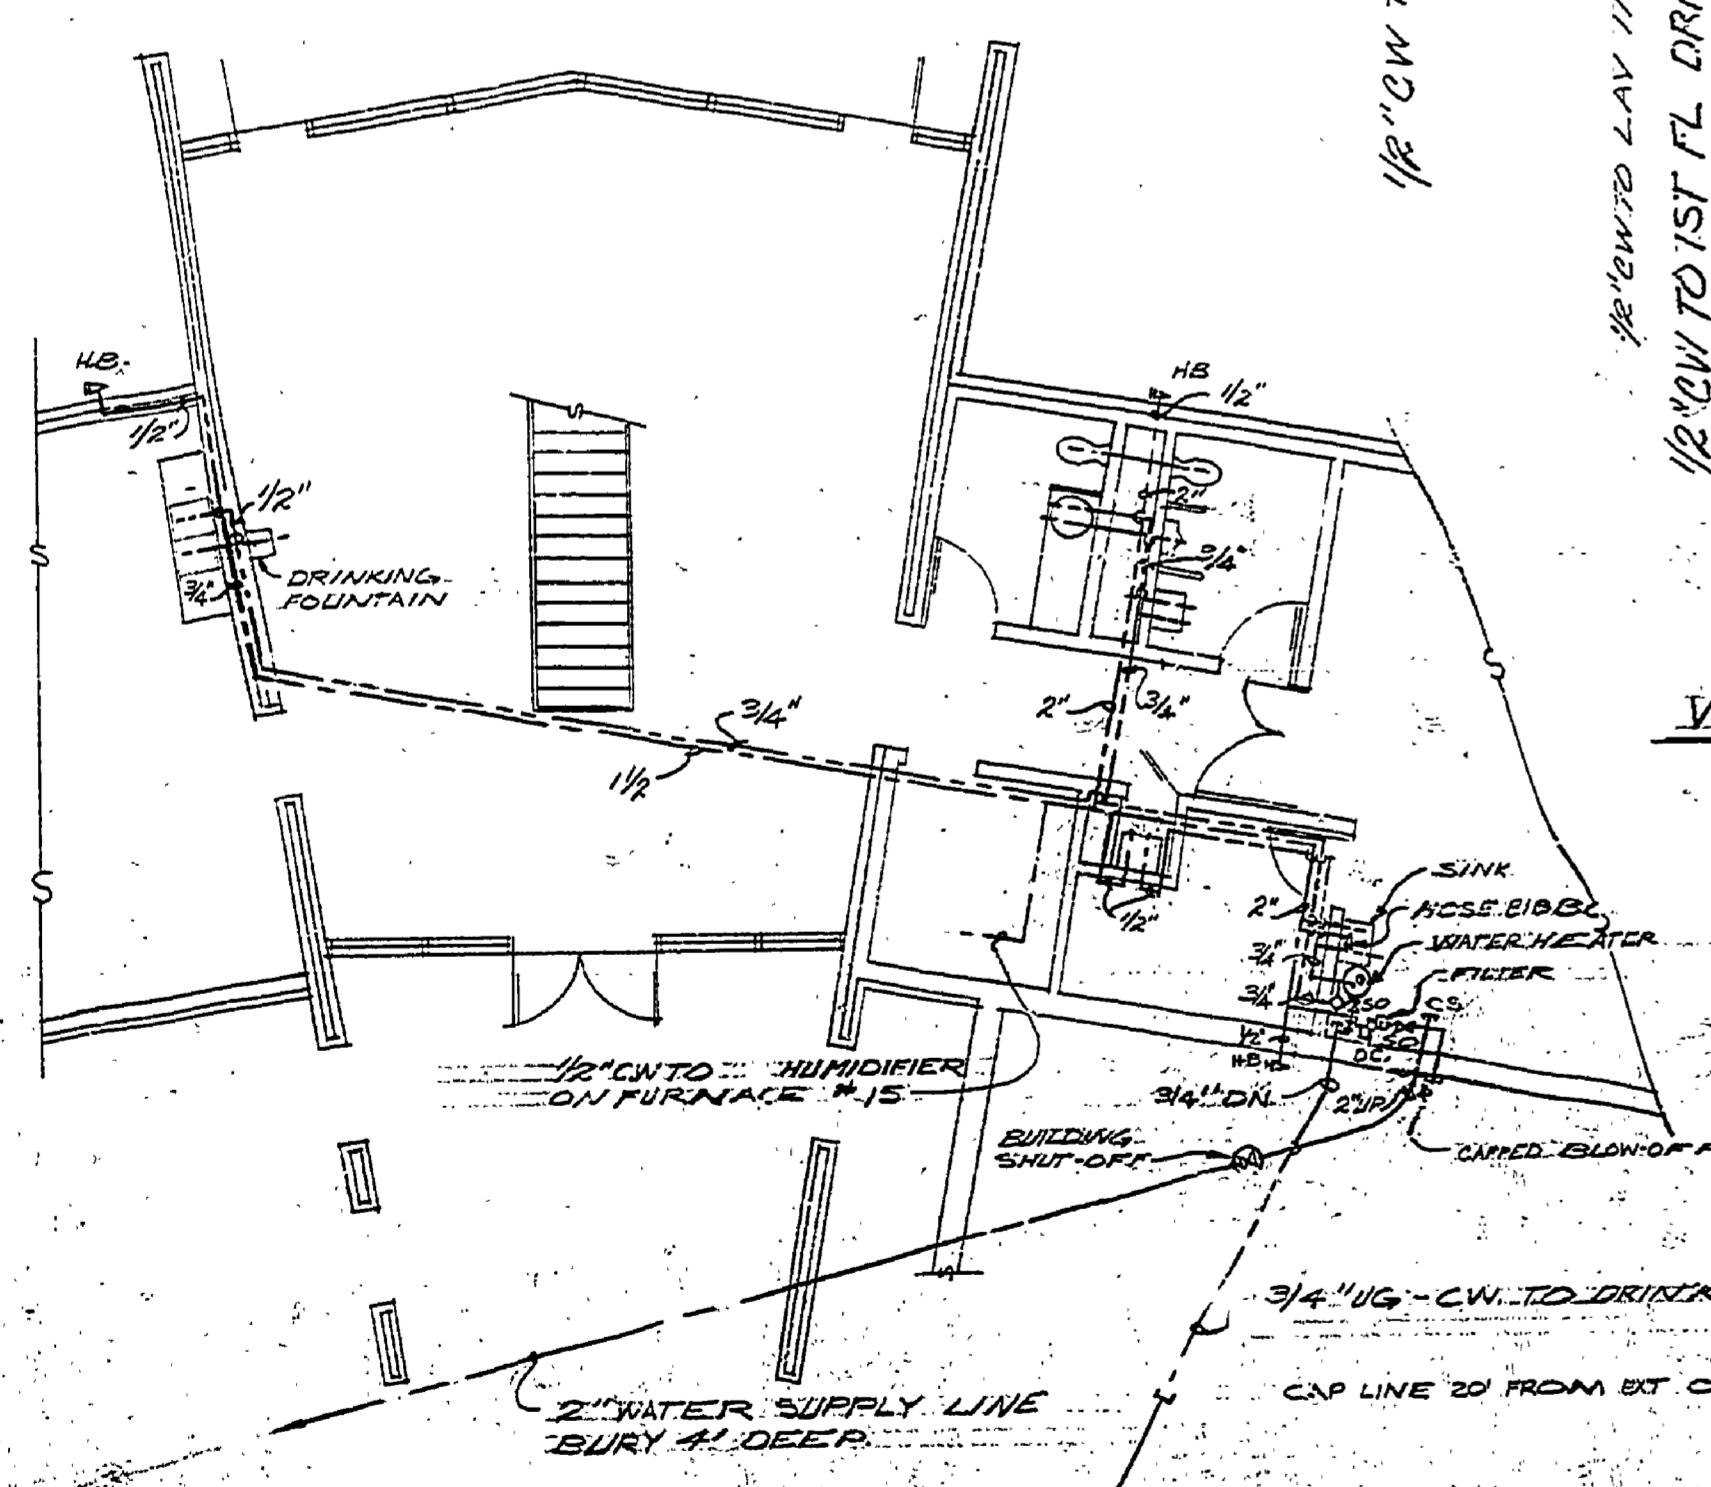 1/2" CW
1/2" CW TO LAV
1/2" CW TO 1ST FL
H.B.
1/2"
1/2"
3/4"
DRINKING
FOUNTAIN
HB
1/2"
2"
3/4"
2"
3/4"
3/4"
1 1/2
1/2"
SINK
HOSE BIBB
WATER HEATER
FILTER
2"
3/4"
3/4"
SO
CS
SO
1/2"
HB
D.C.
3/4" DN
2" UP
1/2" CW TO HUMIDIFIER
ON FURNACE #15
BUILDING
SHUT-OFF
CAPPED BLOW-OFF
3/4" UG - CW TO
CAP LINE 20' FROM EXT
2" WATER SUPPLY LINE
BURY 4' DEEP
S
S
S